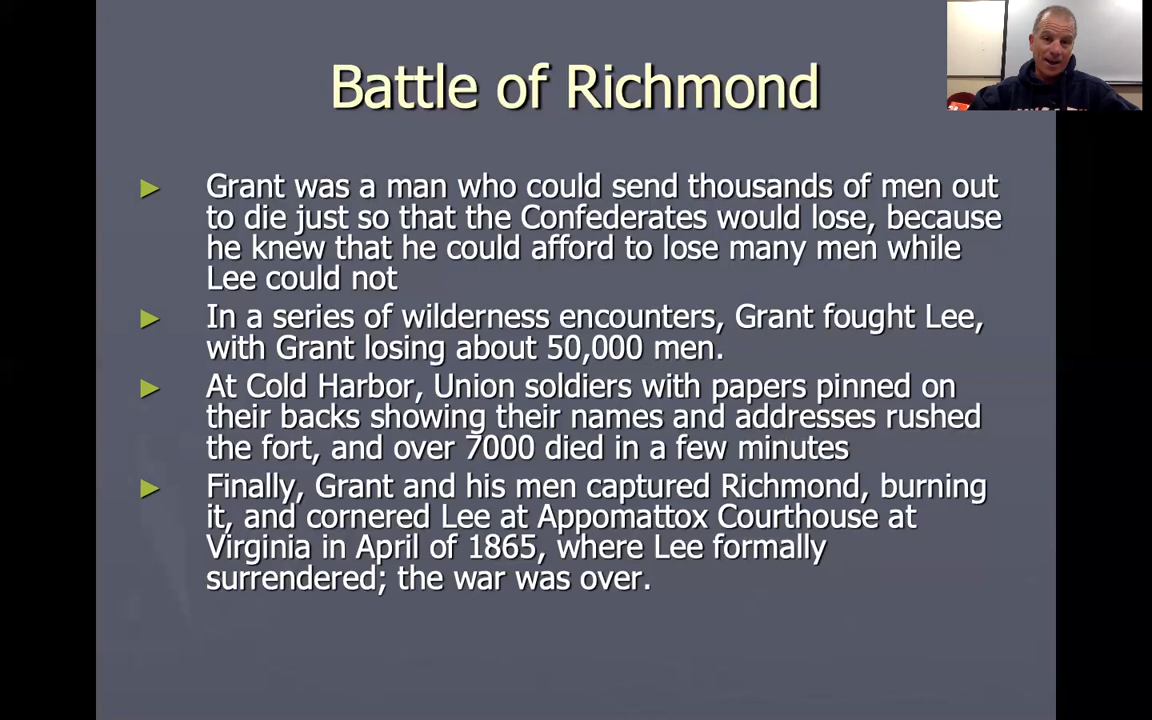 Battle of Richmond
Grant was a man who could send thousands of men out
to die just so that the Confederates would lose, because
he knew that he could afford to lose many men while
Lee could not
In a series of wilderness encounters, Grant fought Lee,
with Grant losing about 50,000 men.
At Cold Harbor, Union soldiers with papers pinned on
their backs showing their names and addresses rushed
the fort, and over 7000 died in a few minutes
Finally, Grant and his men captured Richmond, burning
it, and cornered Lee at Appomattox Courthouse at
Virginia in April of 1865, where Lee formally
surrendered; the war was over.